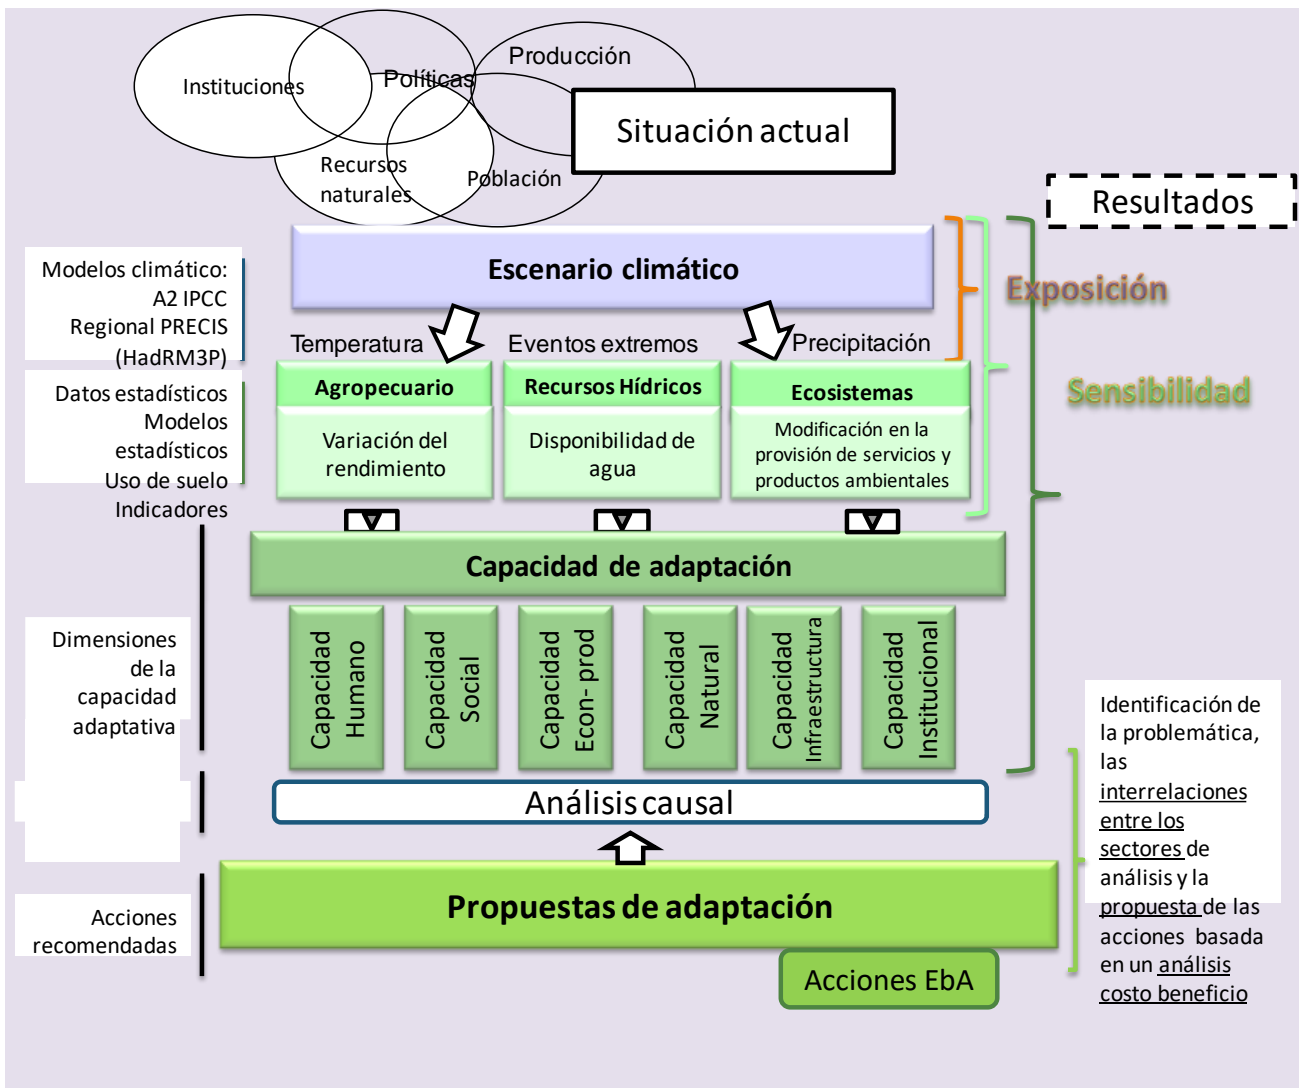 Instituciones
Políticas
Producción
Situación actual
Recursos
naturales
Población
Resultados
Escenario climático
Modelos climático:
A2 IPCC
Regional PRECIS
(HadRM3P)
Exposición
Temperatura
Eventos extremos
Precipitación
Datos estadísticos
Modelos
estadísticos
Uso de suelo
Indicadores
Agropecuario
Variación del
rendimiento
Recursos Hídricos
Disponibilidad de
agua
Ecosistemas
Modificación en la
provisión de servicios y
productos ambientales
Sensibilidad
Capacidad de adaptación
Dimensiones
de la
capacidad
adaptativa
Capacidad
Humano
Capacidad
Social
Capacidad
Econ- prod
Capacidad
Natural
Capacidad
Infraestructura
Capacidad
Institucional
Análisis causal
Propuestas de adaptación
Acciones
recomendadas
Acciones EbA
Identificación de
la problemática,
las
interrelaciones
entre los
sectores de
análisis y la
propuesta de las
acciones basada
en un análisis
costo beneficio